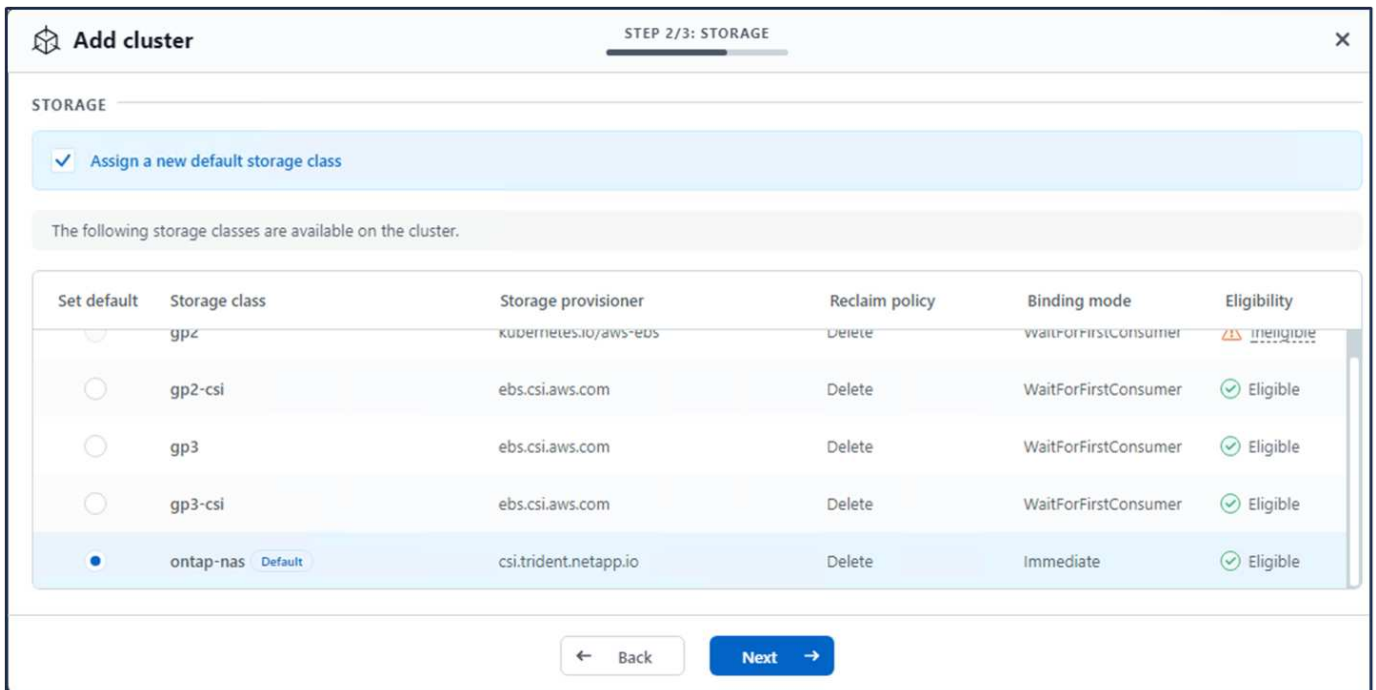 Add cluster
STEP 2/3: STORAGE
STORAGE
Assign a new default storage class
The following storage classes are available on the cluster.
Set default Storage class Storage provisioner Reclaim policy Binding mode Eligibility
gp2 kubernetes.io/aws-ebs Delete WaitForFirstConsumer Ineligible
gp2-csi ebs.csi.aws.com Delete WaitForFirstConsumer Eligible
gp3 ebs.csi.aws.com Delete WaitForFirstConsumer Eligible
gp3-csi ebs.csi.aws.com Delete WaitForFirstConsumer Eligible
ontap-nas Default csi.trident.netapp.io Delete Immediate Eligible
Back Next